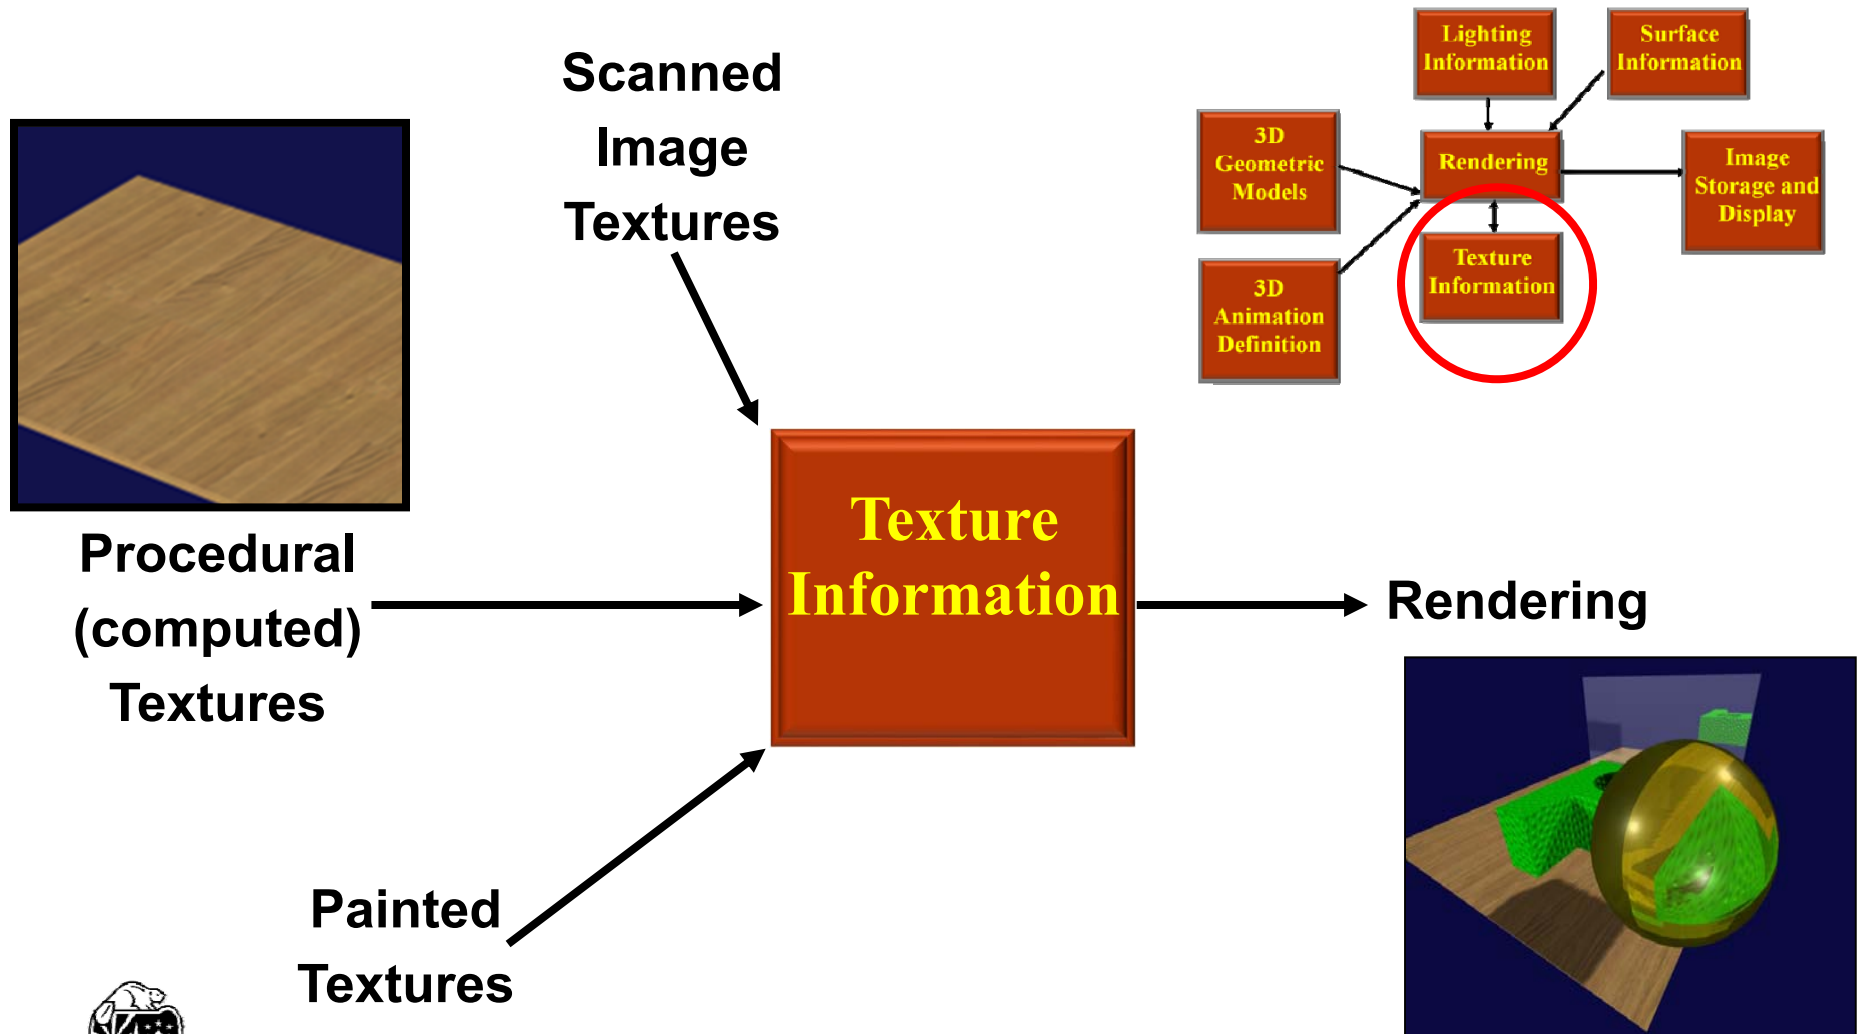 Scanned
Image
Textures
Lighting
Information
Surface
Information
3D
Geometric
Models
Rendering
Image
Storage and
Display
Texture
Information
3D
Animation
Definition
Procedural
(computed)
Textures
Texture
Information
Rendering
Painted
Textures